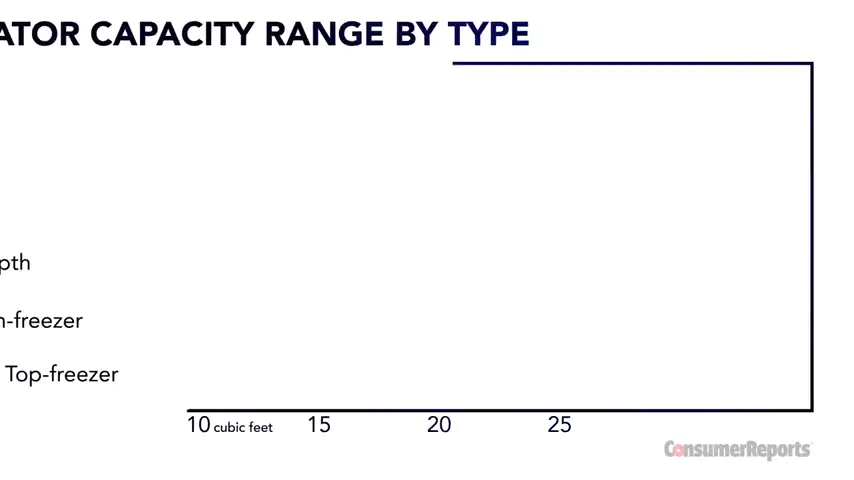 ATOR CAPACITY RANGE BY TYPE
pth
n-freezer
Top-freezer
10 cubic feet 15 20 25
ConsumerReports